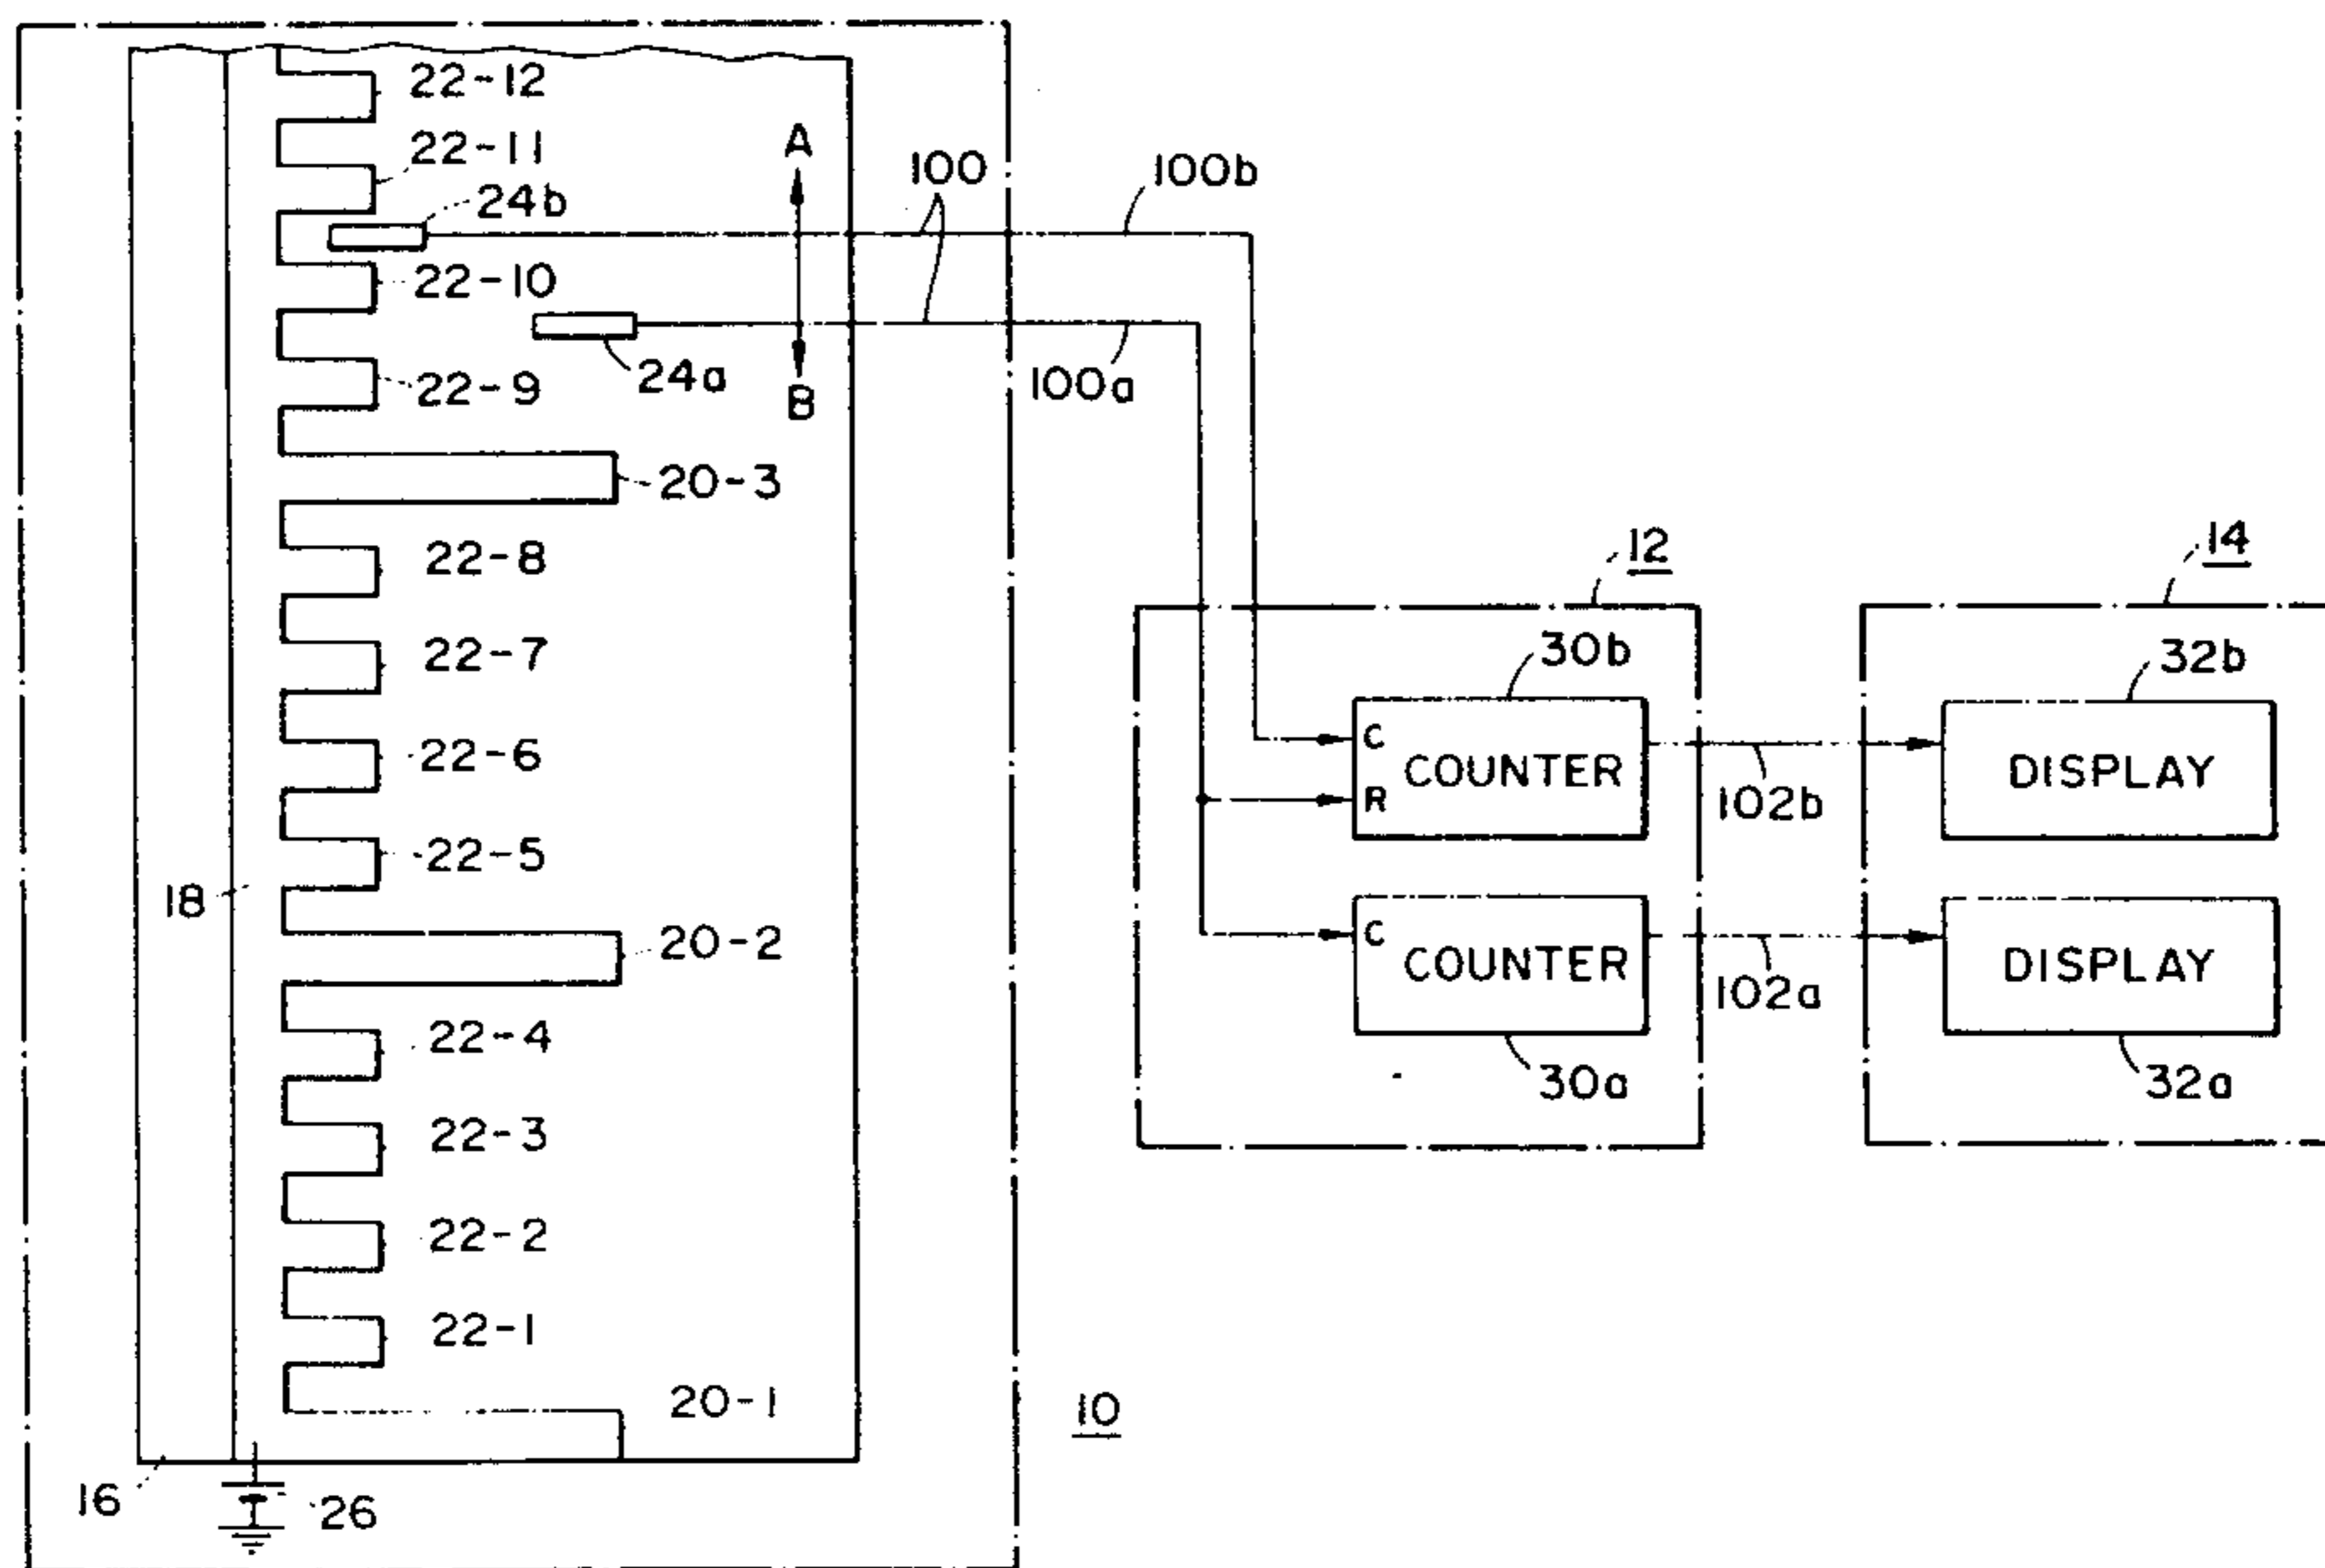 22-12
22-11
24b
22-10
24a
22-9
A
B
100
100b
100a
20-3
22-8
22-7
22-6
22-5
18
20-2
22-4
22-3
22-2
22-1
20-1
16
26
10
12
30b
C
R
COUNTER
102b
C
COUNTER
102a
30a
14
32b
DISPLAY
DISPLAY
32a